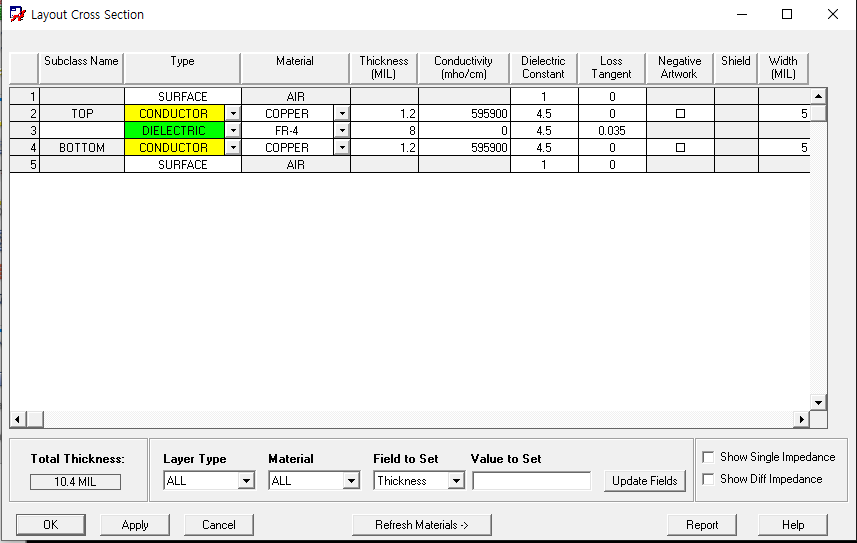 Layout Cross Section
Subclass Name Type Material Thickness (MIL) Conductivity (mho/cm) Dielectric Constant Loss Tangent Negative Artwork Shield Width (MIL)
1 SURFACE AIR 1 0
2 TOP CONDUCTOR COPPER 1.2 595900 4.5 0 5
3 DIELECTRIC FR-4 8 0 4.5 0.035
4 BOTTOM CONDUCTOR COPPER 1.2 595900 4.5 0 5
5 SURFACE AIR 1 0
Total Thickness: Layer Type Material Field to Set Value to Set Show Single Impedance
10.4 MIL ALL ALL Thickness Update Fields Show Diff Impedance
OK Apply Cancel Refresh Materials -> Report Help